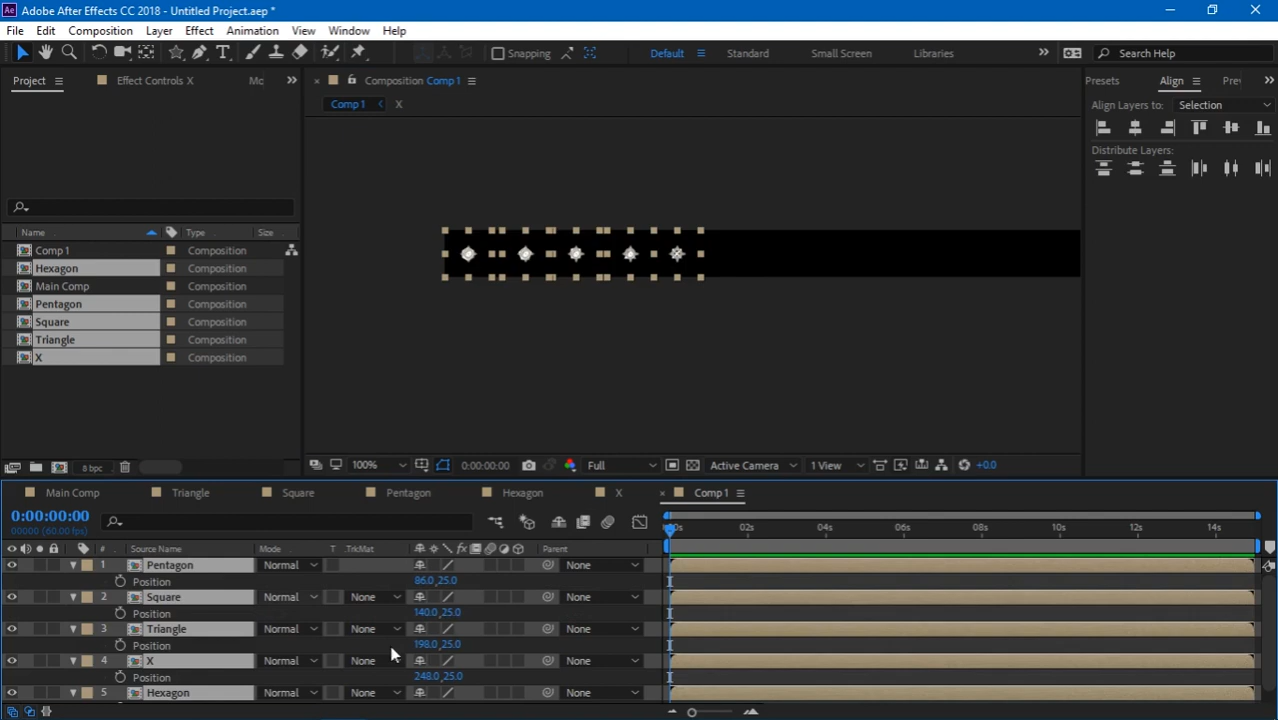 Ae Adobe After Effects CC 2018 - Untitled Project.aep *
File Edit Composition Layer Effect Animation View Window Help
Snapping Default Standard Small Screen Libraries Search Help
Project Effect Controls X Mo Composition Comp 1 Presets Align Prev
Comp 1 X Align Layers to: Selection
Distribute Layers:
Name Type Size
Comp 1 Composition
Hexagon Composition
Main Comp Composition
Pentagon Composition
Square Composition
Triangle Composition
X Composition
8 bpc 100% 0:00:00:00 Full Active Camera 1 View +0.0
Main Comp Triangle Square Pentagon Hexagon X Comp 1
0:00:00:00
00000 (60.00 fps)
02s 04s 06s 08s 10s 12s 14s
# Source Name Mode T .TrkMat Parent
1 Pentagon Normal None
Position 86.0,25.0
2 Square Normal None None
Position 140.0,25.0
3 Triangle Normal None None
Position 198.0,25.0
4 X Normal None None
Position 248.0,25.0
5 Hexagon Normal None None